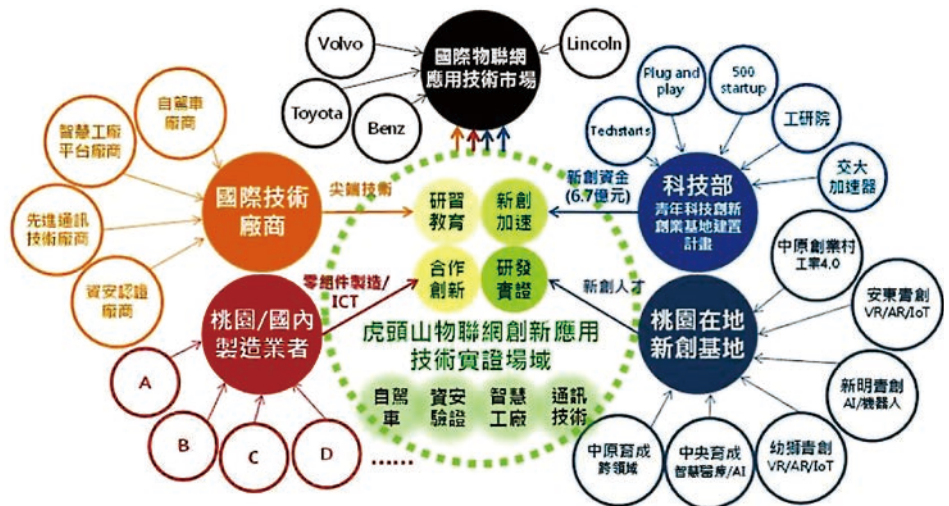 Volvo
Toyota
Benz
Lincoln
國際物聯網
應用技術市場
自駕車
廠商
智慧工廠
平台廠商
先進通訊
技術廠商
資安認證
廠商
國際技術
廠商
尖端技術
Plug and
play
500
startup
Techstarts
工研院
交大
加速器
科技部
青年科技創新
創業基地建置
計畫
新創資金
(6.7億元)
研習
教育
新創
加速
合作
創新
研發
實證
零組件製造/
ICT
新創人才
桃園/國內
製造業者
A
B
C
D
......
虎頭山物聯網創新應用
技術實證場域
自駕
車
資安
驗證
智慧
工廠
通訊
技術
桃園在地
新創基地
中原創業村
工業4.0
安東青創
VR/AR/IoT
新明青創
AI/機器人
幼獅青創
VR/AR/IoT
中央育成
智慧醫療/AI
中原育成
跨領域